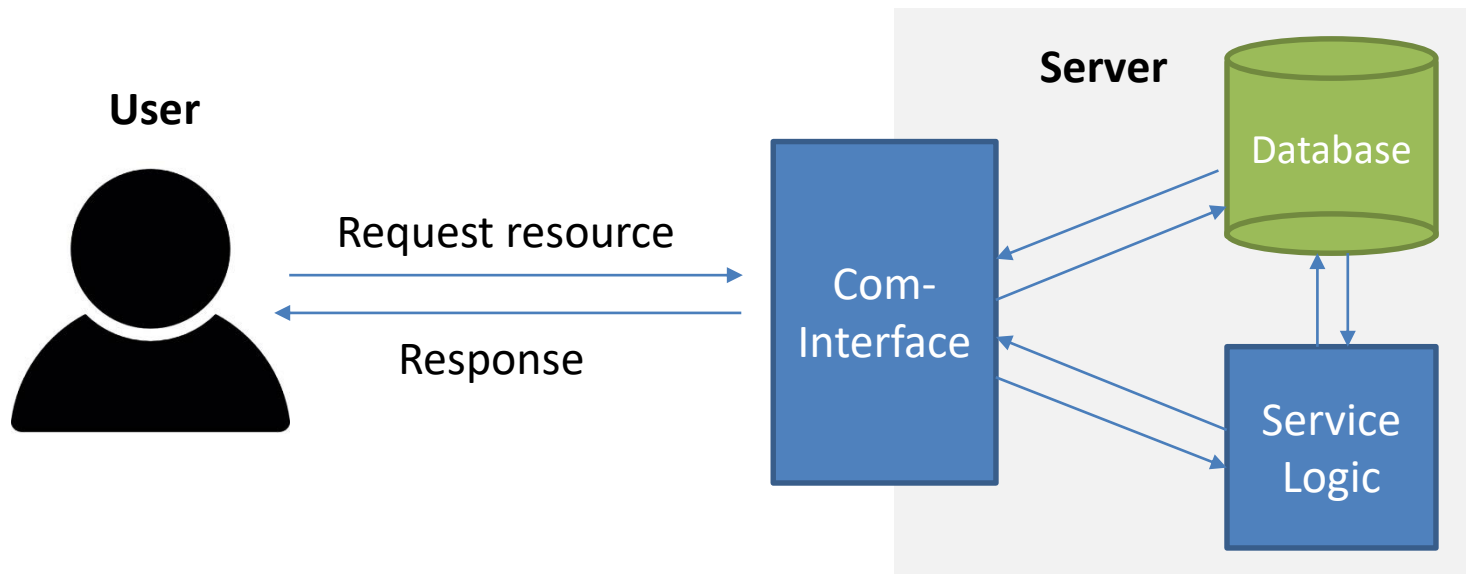 User
Request resource
Response
Server
Com-
Interface
Database
Service
Logic